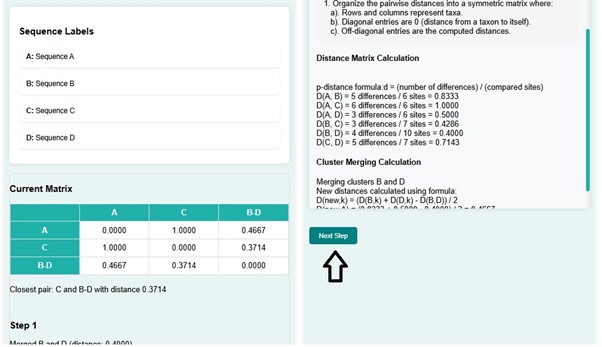 Sequence Labels
A: Sequence A
B: Sequence B
C: Sequence C
D: Sequence D
Current Matrix
A C B-D
A 0.0000 1.0000 0.4667
C 1.0000 0.0000 0.3714
B-D 0.4667 0.3714 0.0000
Closest pair: C and B-D with distance 0.3714
Step 1
Merged B and D (distance: 0.4000)
1. Organize the pairwise distances into a symmetric matrix where:
a). Rows and columns represent taxa.
b). Diagonal entries are 0 (distance from a taxon to itself).
c). Off-diagonal entries are the computed distances.
Distance Matrix Calculation
p-distance formula:d = (number of differences) / (compared sites)
D(A, B) = 5 differences / 6 sites = 0.8333
D(A, C) = 6 differences / 6 sites = 1.0000
D(A, D) = 3 differences / 6 sites = 0.5000
D(B, C) = 3 differences / 7 sites = 0.4286
D(B, D) = 4 differences / 10 sites = 0.4000
D(C, D) = 5 differences / 7 sites = 0.7143
Cluster Merging Calculation
Merging clusters B and D
New distances calculated using formula:
D(new,k) = (D(B,k) + D(D,k) - D(B,D)) / 2
Next Step